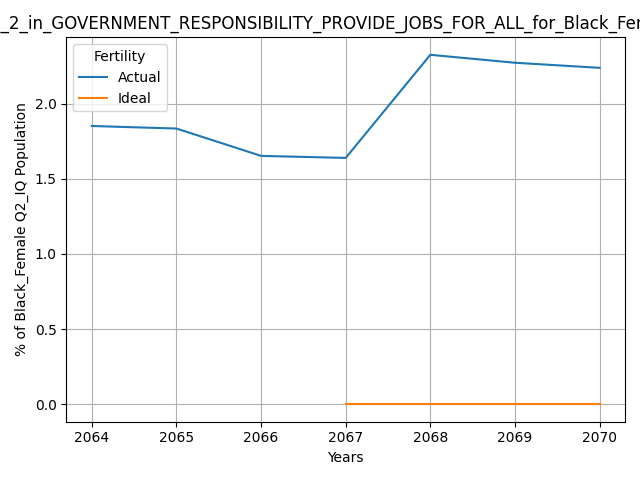 _2_in_GOVERNMENT_RESPONSIBILITY_PROVIDE_JOBS_FOR_ALL_for_Black_Fe
Fertility
Actual
Ideal
% of Black_Female Q2_IQ Population
2.0
1.5
1.0
0.5
0.0
2064 2065 2066 2067 2068 2069 2070
Years